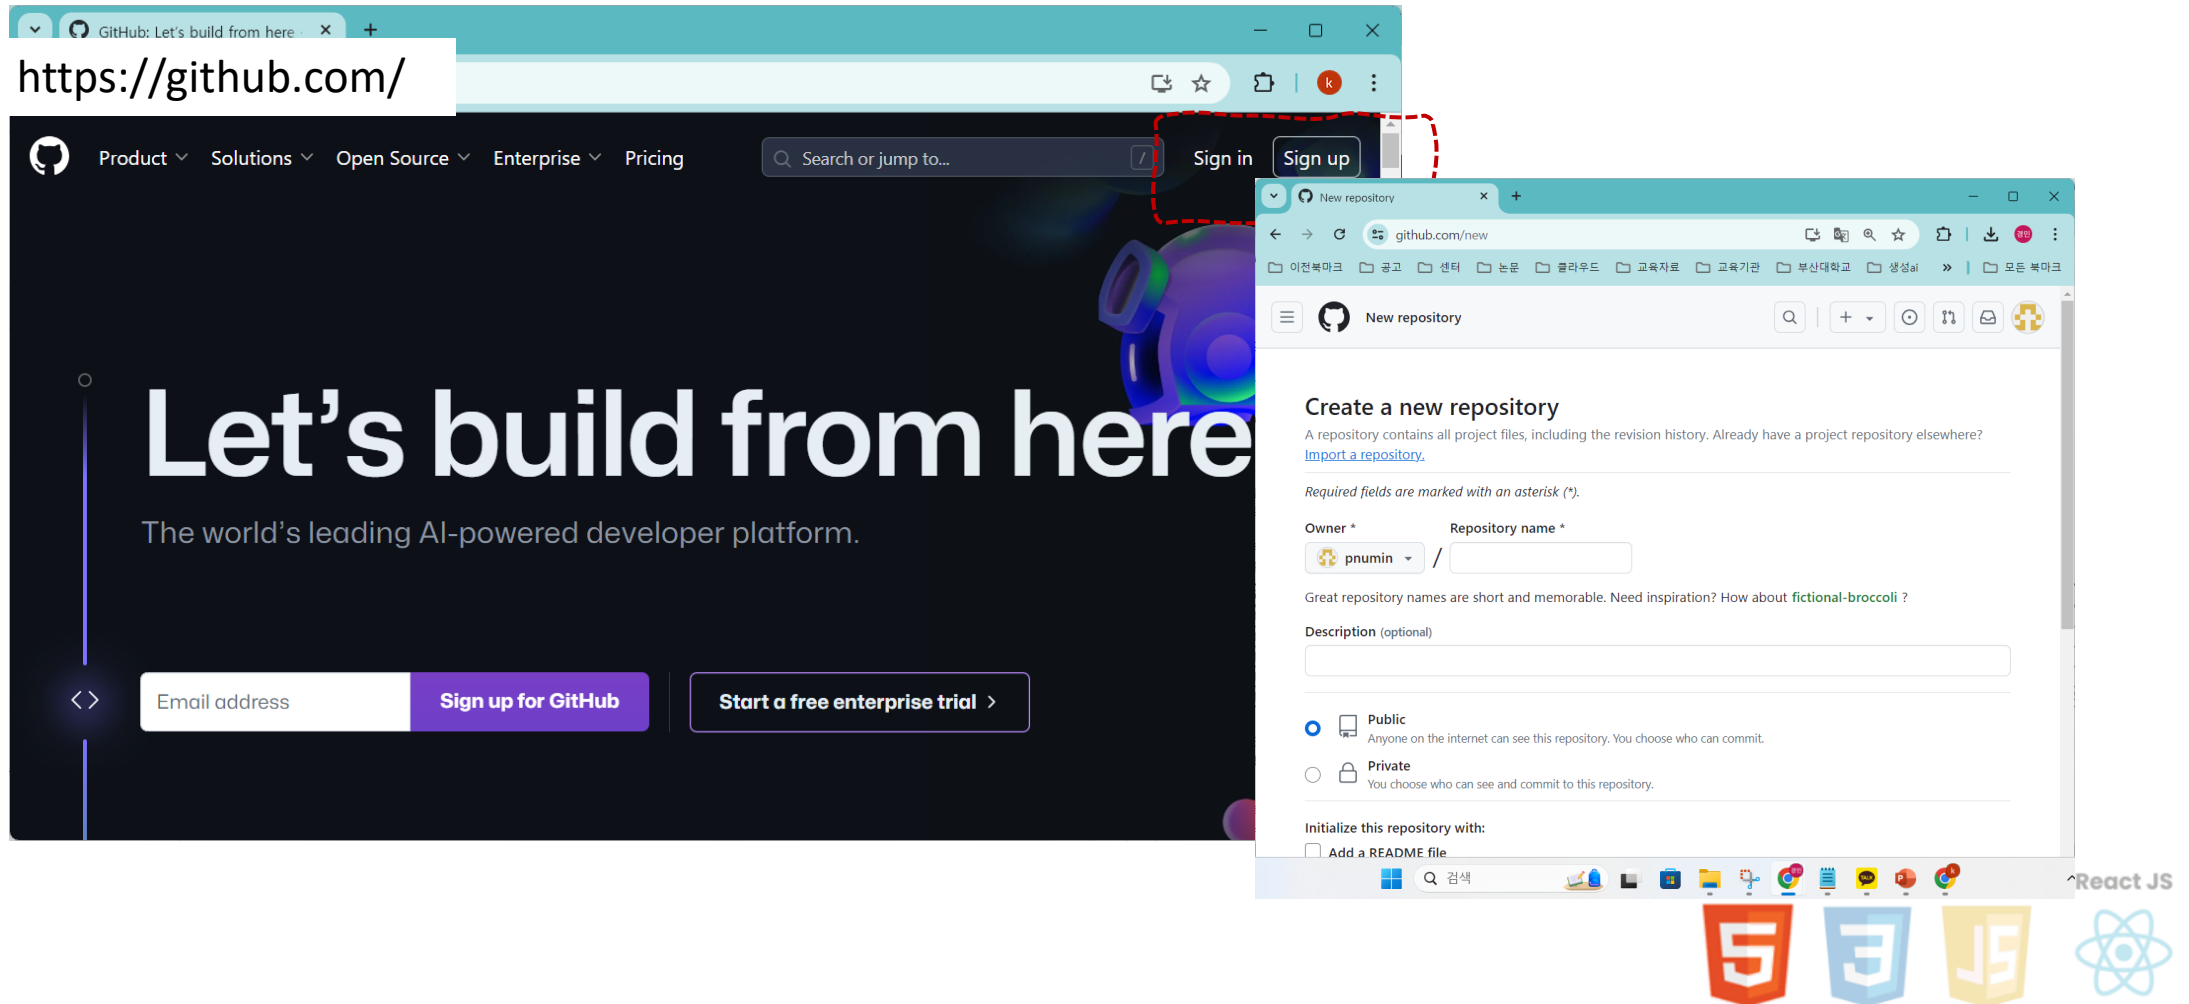 GitHub: Let's build from here ·
https://github.com/
k
Product
Solutions
Open Source
Enterprise
Pricing
Search or jump to...
/
Sign in
Sign up
Let's build from here
The world's leading AI-powered developer platform.
Email address
Sign up for GitHub
Start a free enterprise trial
New repository
github.com/new
경민
이전북마크
공고
센터
논문
클라우드
교육자료
교육기관
부산대학교
생성ai
모든 북마크
New repository
Create a new repository
A repository contains all project files, including the revision history. Already have a project repository elsewhere?
Import a repository.
Required fields are marked with an asterisk (*).
Owner *
Repository name *
pnumin
/
Great repository names are short and memorable. Need inspiration? How about fictional-broccoli ?
Description (optional)
Public
Anyone on the internet can see this repository. You choose who can commit.
Private
You choose who can see and commit to this repository.
Initialize this repository with:
Add a README file
검색
TALK
P
k
React JS
5
3
JS